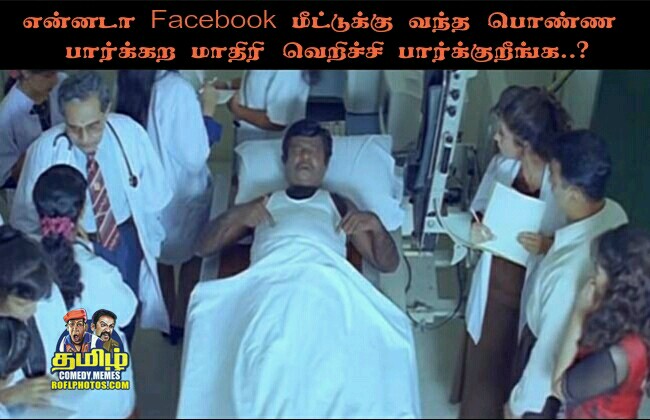 என்னடா Facebook மீட்டுக்கு வந்த பொண்ண
பார்க்கற மாதிரி வெறிச்சி பார்க்குறீங்க..?
தமிழ்
COMEDY.MEMES
ROFLPHOTOS.COM